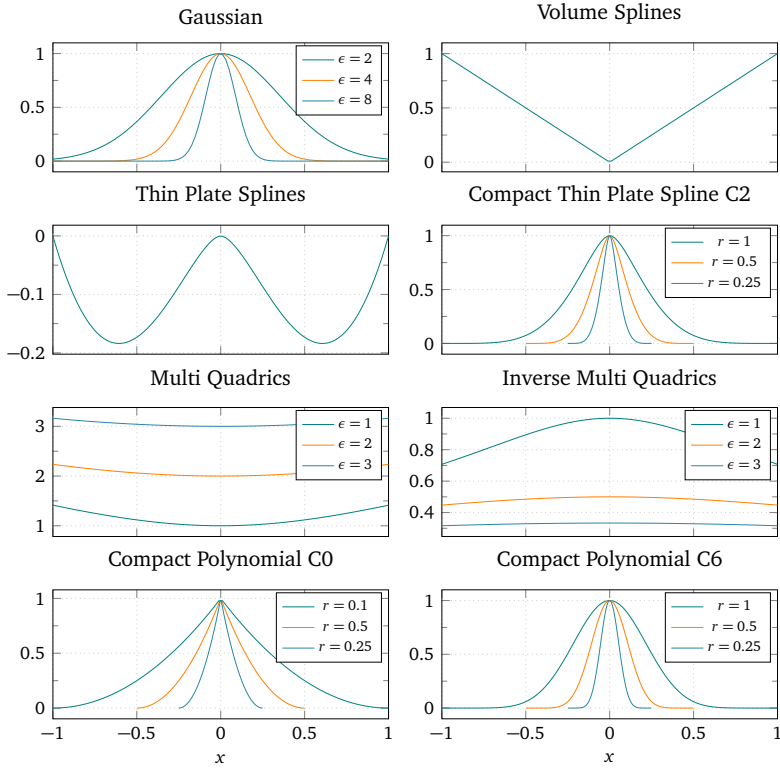 Gaussian
1
0.5
0
ϵ = 2
ϵ = 4
ϵ = 8
Volume Splines
1
0.5
0
Thin Plate Splines
0
−0.1
−0.2
Compact Thin Plate Spline C2
1
0.5
0
r = 1
r = 0.5
r = 0.25
Multi Quadrics
3
2
1
ϵ = 1
ϵ = 2
ϵ = 3
Inverse Multi Quadrics
1
0.8
0.6
0.4
ϵ = 1
ϵ = 2
ϵ = 3
Compact Polynomial C0
1
0.5
0
r = 0.1
r = 0.5
r = 0.25
−1 −0.5 0 0.5 1
x
Compact Polynomial C6
1
0.5
0
r = 1
r = 0.5
r = 0.25
−1 −0.5 0 0.5 1
x